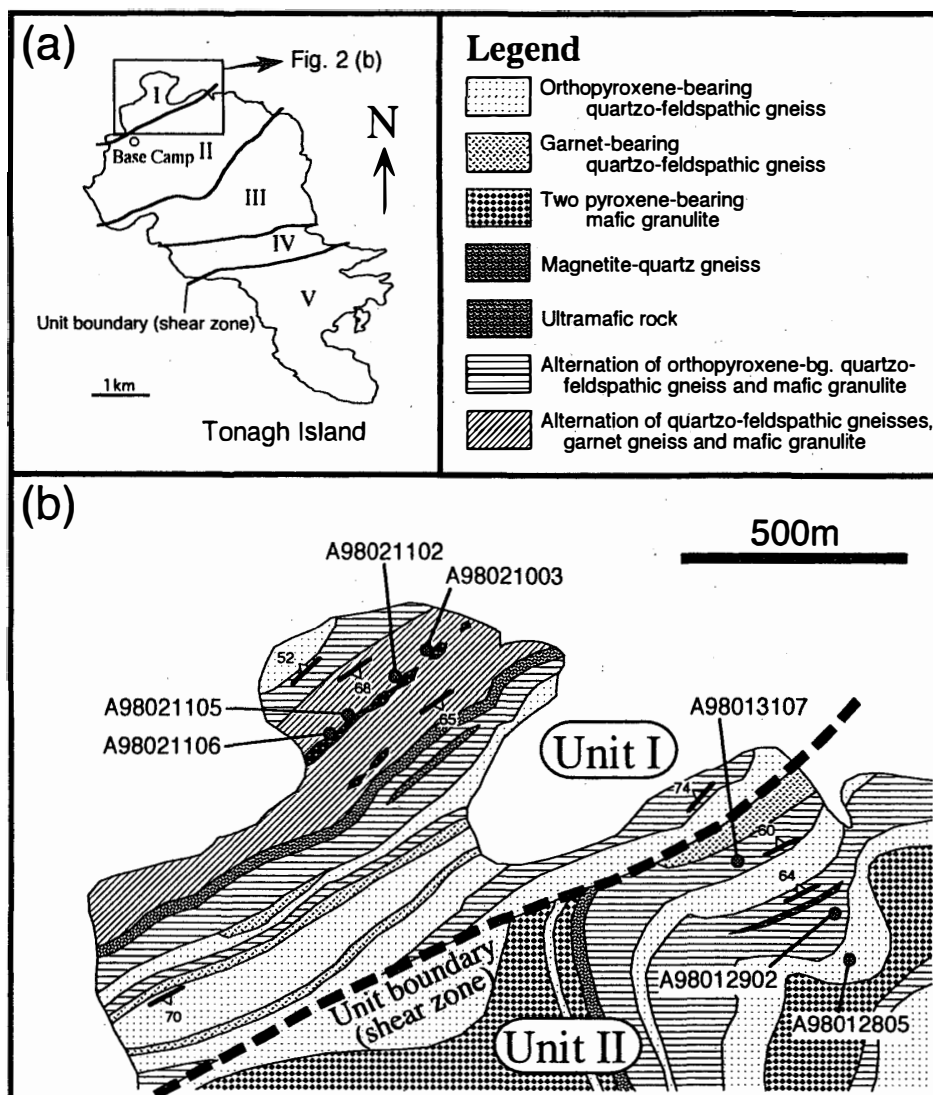 (a)
Fig. 2 (b)
I
N
Base Camp
II
III
IV
V
Unit boundary (shear zone)
1km
Tonagh Island
Legend
Orthopyroxene-bearing
quartzo-feldspathic gneiss
Garnet-bearing
quartzo-feldspathic gneiss
Two pyroxene-bearing
mafic granulite
Magnetite-quartz gneiss
Ultramafic rock
Alternation of orthopyroxene-bg. quartzo-
feldspathic gneiss and mafic granulite
Alternation of quartzo-feldspathic gneisses,
garnet gneiss and mafic granulite
(b)
500m
A98021102
A98021003
52
68
A98021105
65
A98021106
A98013107
Unit I
74
60
64
A98012902
A98012805
70
Unit boundary
(shear zone)
Unit II